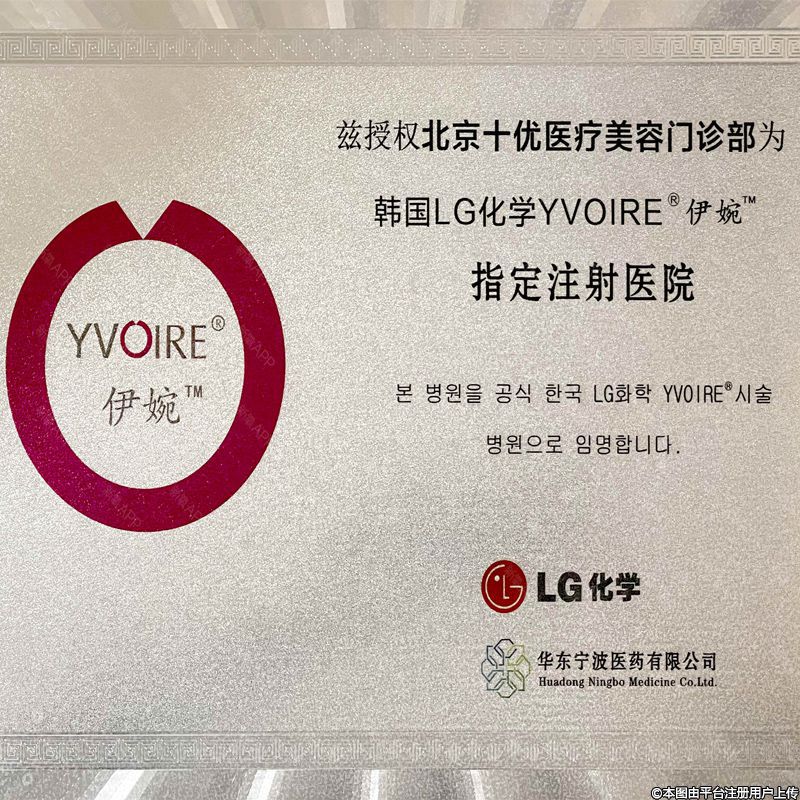 兹授权北京十优医疗美容门诊部为
韩国LG化学YVOIRE®伊婉™
指定注射医院
YVOIRE®
伊婉™
본 병원을 공식 한국 LG화학 YVOIRE®시술
병원으로 임명합니다.
LG化学
华东宁波医药有限公司
Huadong Ningbo Medicine Co.Ltd.
©本图由平台注册用户上传